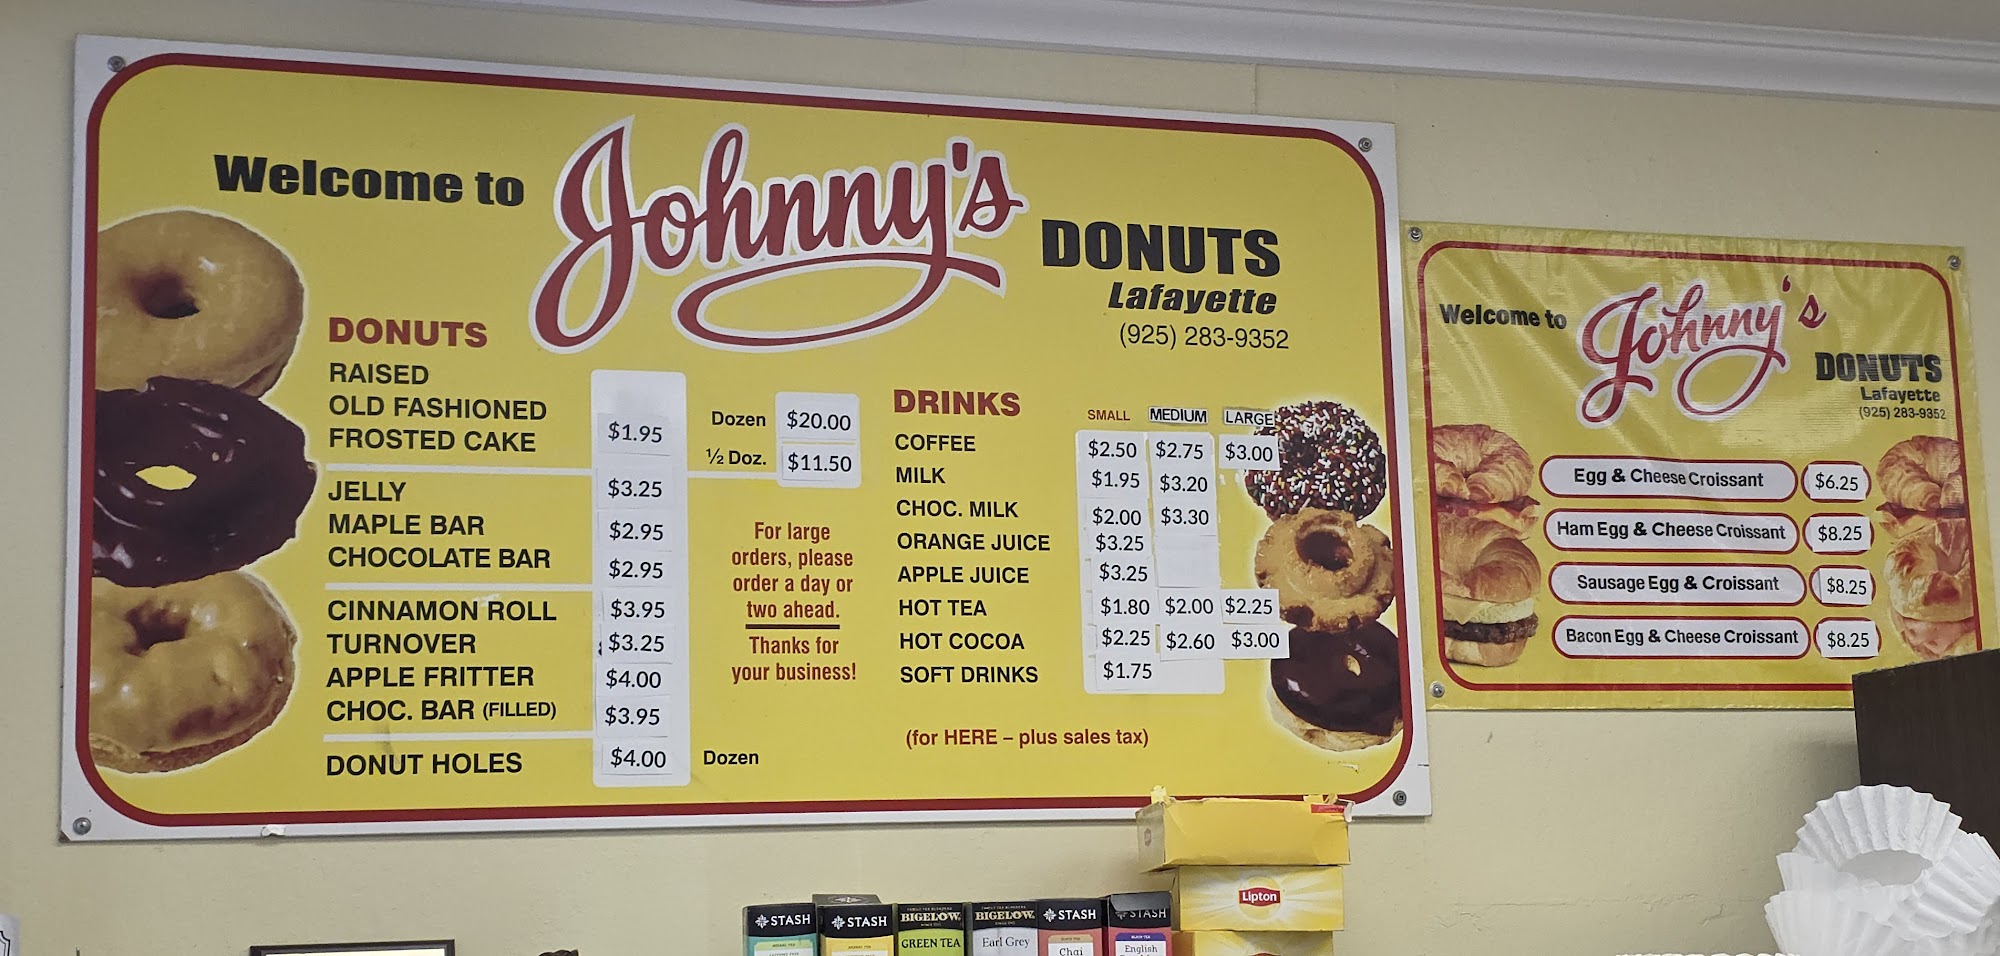 Welcome to Johnny's DONUTS
Lafayette
(925) 283-9352
DONUTS
RAISED
OLD FASHIONED
FROSTED CAKE $1.95
Dozen $20.00
½ Doz. $11.50
JELLY $3.25
MAPLE BAR $2.95
CHOCOLATE BAR $2.95
CINNAMON ROLL $3.95
TURNOVER $3.25
APPLE FRITTER $4.00
CHOC. BAR (FILLED) $3.95
DONUT HOLES $4.00 Dozen
For large
orders, please
order a day or
two ahead.
Thanks for
your business!
DRINKS SMALL MEDIUM LARGE
COFFEE $2.50 $2.75 $3.00
MILK $1.95 $3.20
CHOC. MILK $2.00 $3.30
ORANGE JUICE $3.25
APPLE JUICE $3.25
HOT TEA $1.80 $2.00 $2.25
HOT COCOA $2.25 $2.60 $3.00
SOFT DRINKS $1.75
(for HERE – plus sales tax)
Welcome to Johnny's DONUTS
Lafayette
(925) 283-9352
Egg & Cheese Croissant $6.25
Ham Egg & Cheese Croissant $8.25
Sausage Egg & Croissant $8.25
Bacon Egg & Cheese Croissant $8.25
Lipton
STASH
STASH
BIGELOW
GREEN TEA
BIGELOW
Earl Grey
STASH
Chai
STASH
English